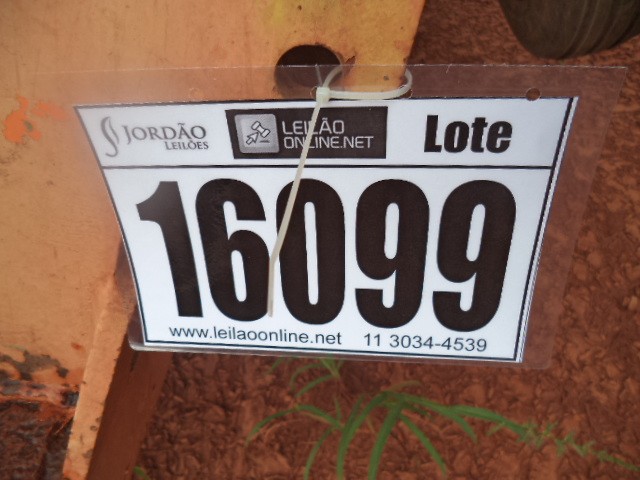 JORDÃO LEILÕES
LEILÃO ONLINE.NET
Lote
16099
www.leilaoonline.net 11 3034-4539